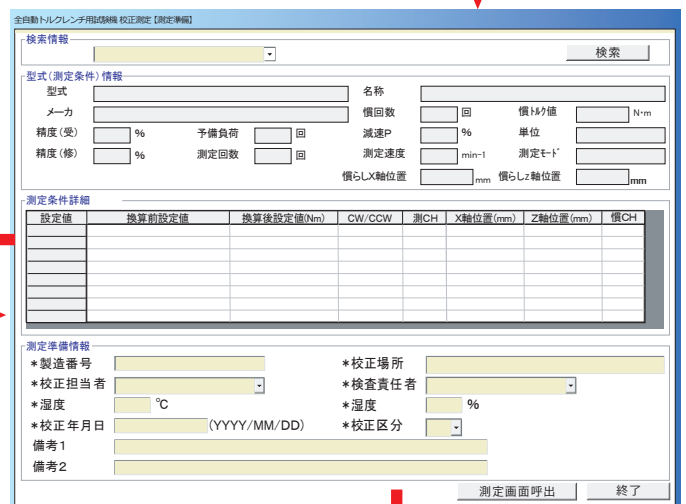 全自動トルクレンチ用試験機 校正測定 【測定準備】
検索情報
検索
型式(測定条件)情報
型式 名称
メーカ 慣回数 回 慣ﾄﾙｸ値 N･m
精度(受) % 予備負荷 回 減速P % 単位
精度(修) % 測定回数 回 測定速度 min-1 測定ﾓｰﾄﾞ
慣らしX軸位置 mm 慣らしz軸位置 mm
測定条件詳細
設定値 換算前設定値 換算後設定値(Nm) CW/CCW 測CH X軸位置(mm) Z軸位置(mm) 慣CH
測定準備情報
*製造番号 *校正場所
*校正担当者 *検査責任者
*湿度 ℃ *湿度 %
*校正年月日 (YYYY/MM/DD) *校正区分
備考1
備考2
測定画面呼出 終了